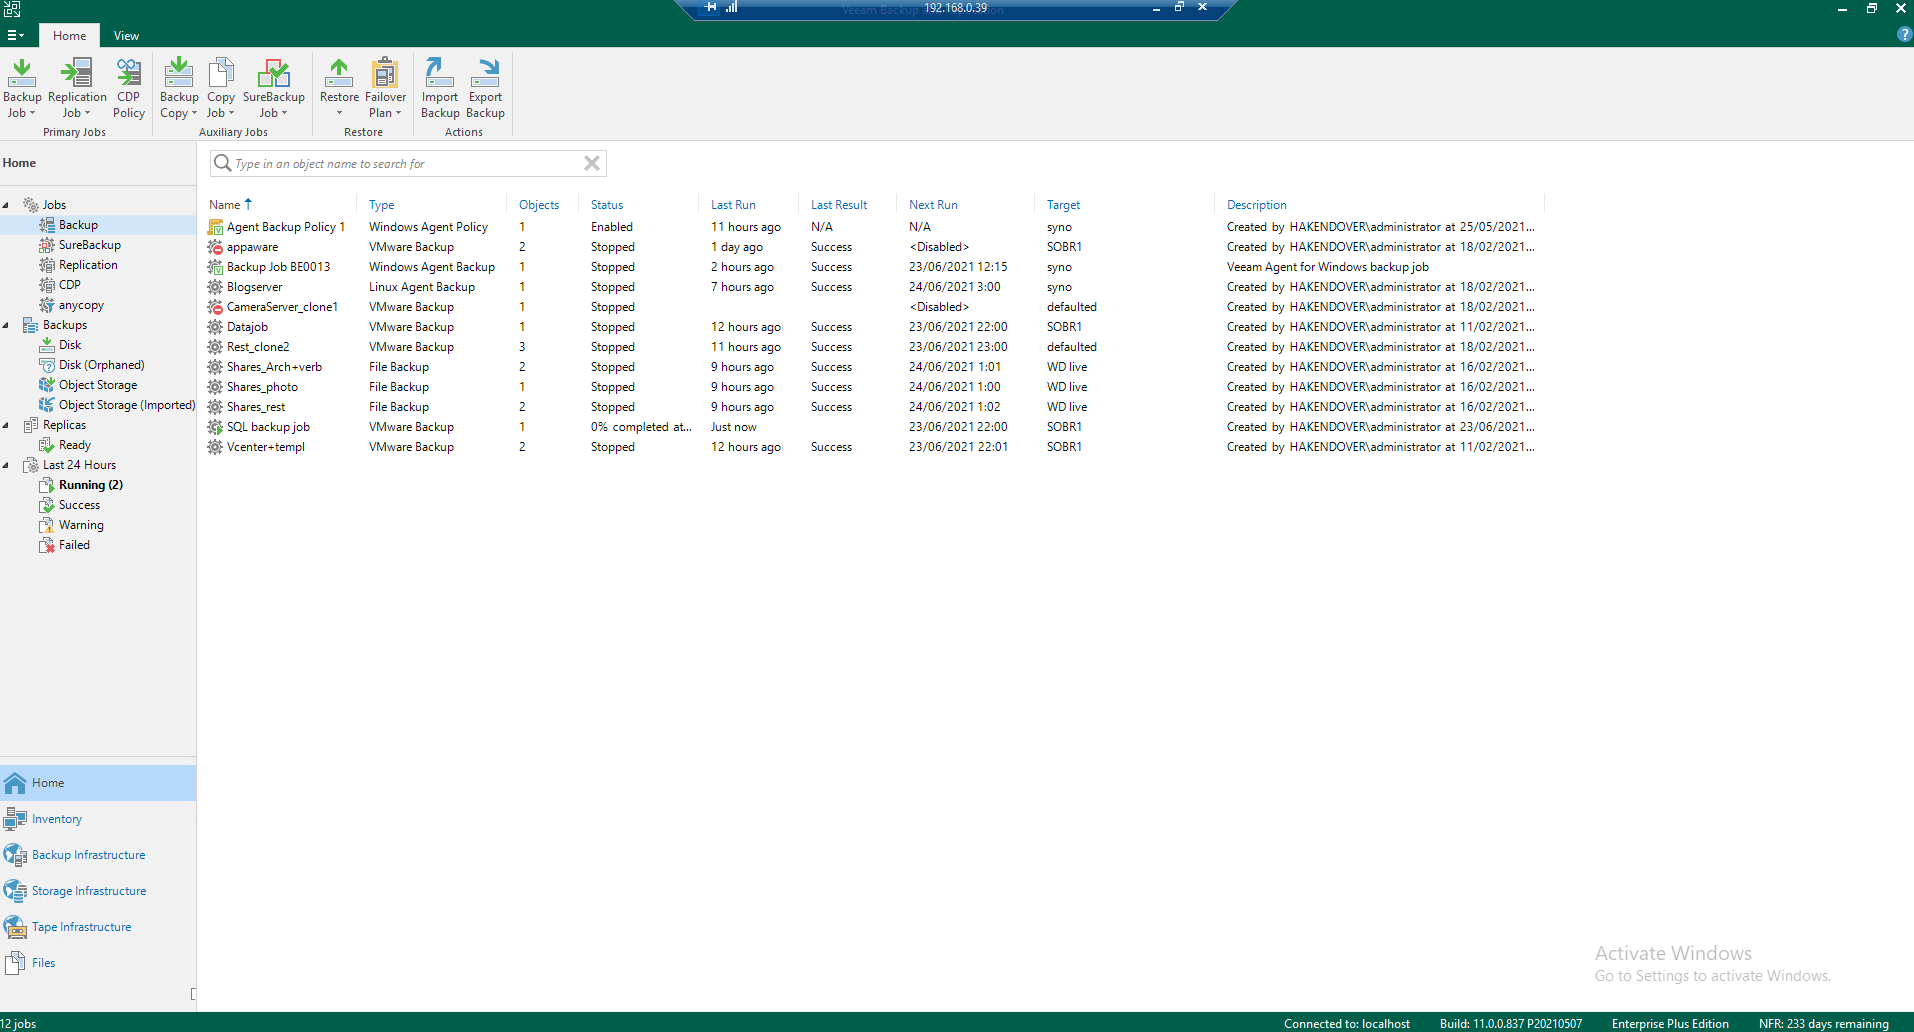 Veeam Backup
192.168.0.39
Home View
Backup Job
Replication Job
CDP Policy
Primary Jobs
Backup Copy
Copy Job
SureBackup Job
Auxiliary Jobs
Restore
Failover Plan
Restore
Import Backup
Export Backup
Actions
Home
Type in an object name to search for
Jobs
Backup
SureBackup
Replication
CDP
anycopy
Backups
Disk
Disk (Orphaned)
Object Storage
Object Storage (Imported)
Replicas
Ready
Last 24 Hours
Running (2)
Success
Warning
Failed
Name Type Objects Status Last Run Last Result Next Run Target Description
Agent Backup Policy 1 Windows Agent Policy 1 Enabled 11 hours ago N/A N/A syno Created by HAKENDOVER\administrator at 25/05/2021...
appaware VMware Backup 2 Stopped 1 day ago Success <Disabled> SOBR1 Created by HAKENDOVER\administrator at 18/02/2021...
Backup Job BE0013 Windows Agent Backup 1 Stopped 2 hours ago Success 23/06/2021 12:15 syno Veeam Agent for Windows backup job
Blogserver Linux Agent Backup 1 Stopped 7 hours ago Success 24/06/2021 3:00 syno Created by HAKENDOVER\administrator at 18/02/2021...
CameraServer_clone1 VMware Backup 1 Stopped <Disabled> defaulted Created by HAKENDOVER\administrator at 18/02/2021...
Datajob VMware Backup 1 Stopped 12 hours ago Success 23/06/2021 22:00 SOBR1 Created by HAKENDOVER\administrator at 11/02/2021...
Rest_clone2 VMware Backup 3 Stopped 11 hours ago Success 23/06/2021 23:00 defaulted Created by HAKENDOVER\administrator at 18/02/2021...
Shares_Arch+verb File Backup 2 Stopped 9 hours ago Success 24/06/2021 1:01 WD live Created by HAKENDOVER\administrator at 16/02/2021...
Shares_photo File Backup 1 Stopped 9 hours ago Success 24/06/2021 1:00 WD live Created by HAKENDOVER\administrator at 16/02/2021...
Shares_rest File Backup 2 Stopped 9 hours ago Success 24/06/2021 1:02 WD live Created by HAKENDOVER\administrator at 16/02/2021...
SQL backup job VMware Backup 1 0% completed at... Just now 23/06/2021 22:00 SOBR1 Created by HAKENDOVER\administrator at 23/06/2021...
Vcenter+templ VMware Backup 2 Stopped 12 hours ago Success 23/06/2021 22:01 SOBR1 Created by HAKENDOVER\administrator at 11/02/2021...
Home
Inventory
Backup Infrastructure
Storage Infrastructure
Tape Infrastructure
Files
Activate Windows
Go to Settings to activate Windows.
12 jobs Connected to: localhost Build: 11.0.0.837 P20210507 Enterprise Plus Edition NFR: 233 days remaining